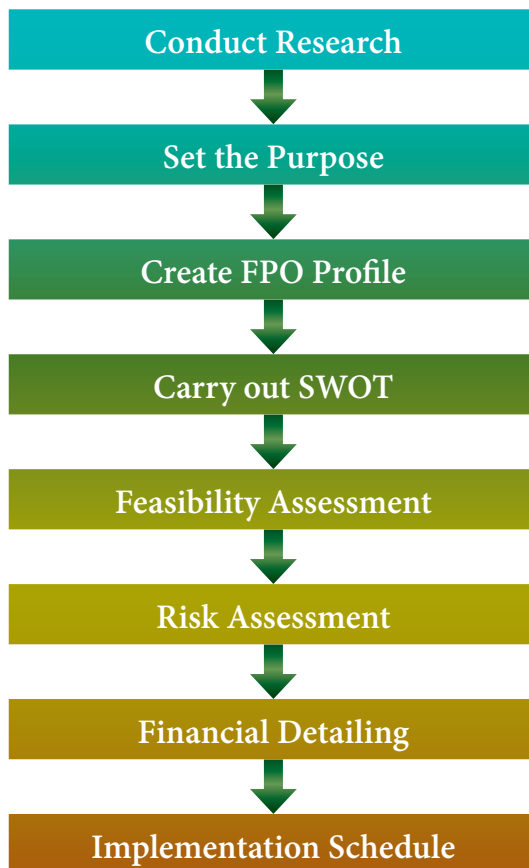 Conduct Research
Set the Purpose
Create FPO Profile
Carry out SWOT
Feasibility Assessment
Risk Assessment
Financial Detailing
Implementation Schedule